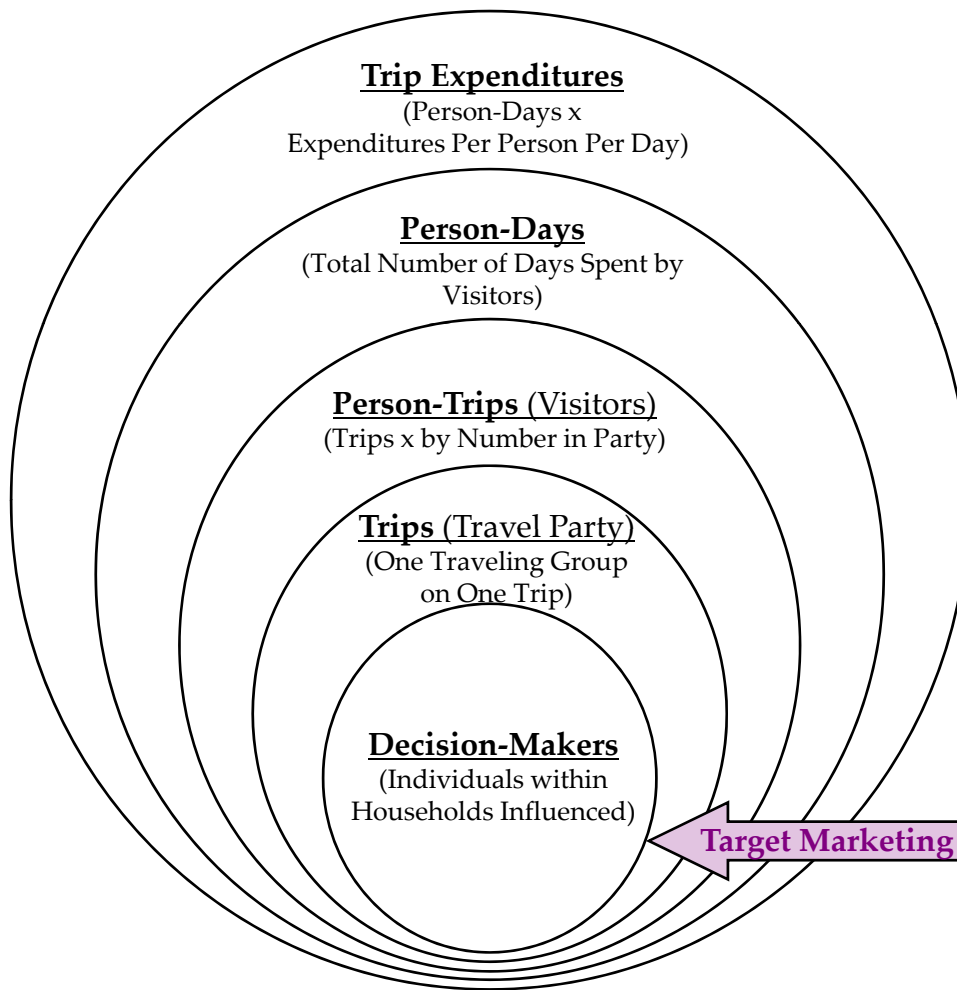 Trip Expenditures
(Person-Days x
Expenditures Per Person Per Day)
Person-Days
(Total Number of Days Spent by
Visitors)
Person-Trips (Visitors)
(Trips x by Number in Party)
Trips (Travel Party)
(One Traveling Group
on One Trip)
Decision-Makers
(Individuals within
Households Influenced)
Target Marketing